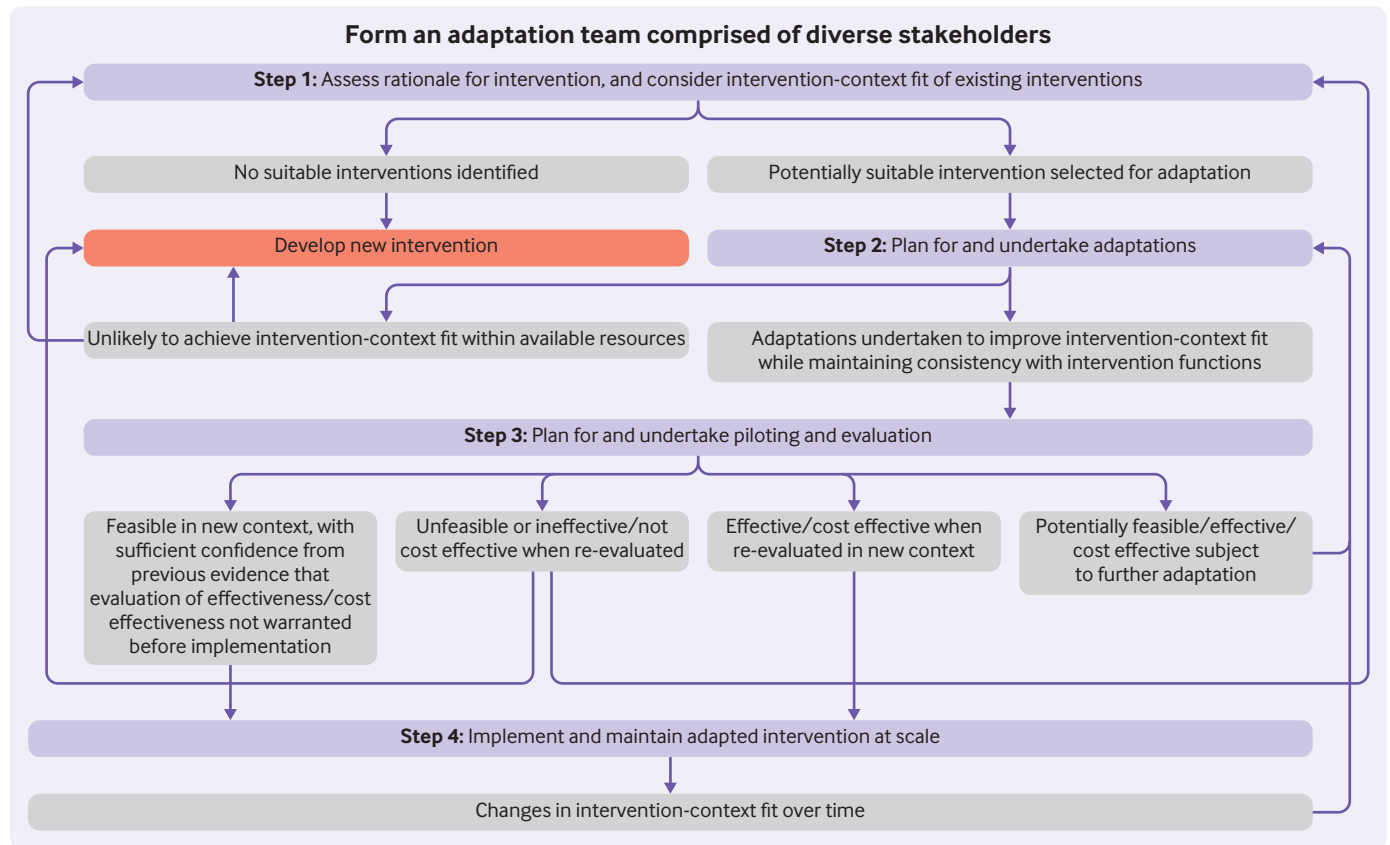 Form an adaptation team comprised of diverse stakeholders
Step 1: Assess rationale for intervention, and consider intervention-context fit of existing interventions
No suitable interventions identified
Potentially suitable intervention selected for adaptation
Develop new intervention
Step 2: Plan for and undertake adaptations
Unlikely to achieve intervention-context fit within available resources
Adaptations undertaken to improve intervention-context fit
while maintaining consistency with intervention functions
Step 3: Plan for and undertake piloting and evaluation
Feasible in new context, with
sufficient confidence from
previous evidence that
evaluation of effectiveness/cost
effectiveness not warranted
before implementation
Unfeasible or ineffective/not
cost effective when re-evaluated
Effective/cost effective when
re-evaluated in new context
Potentially feasible/effective/
cost effective subject
to further adaptation
Step 4: Implement and maintain adapted intervention at scale
Changes in intervention-context fit over time